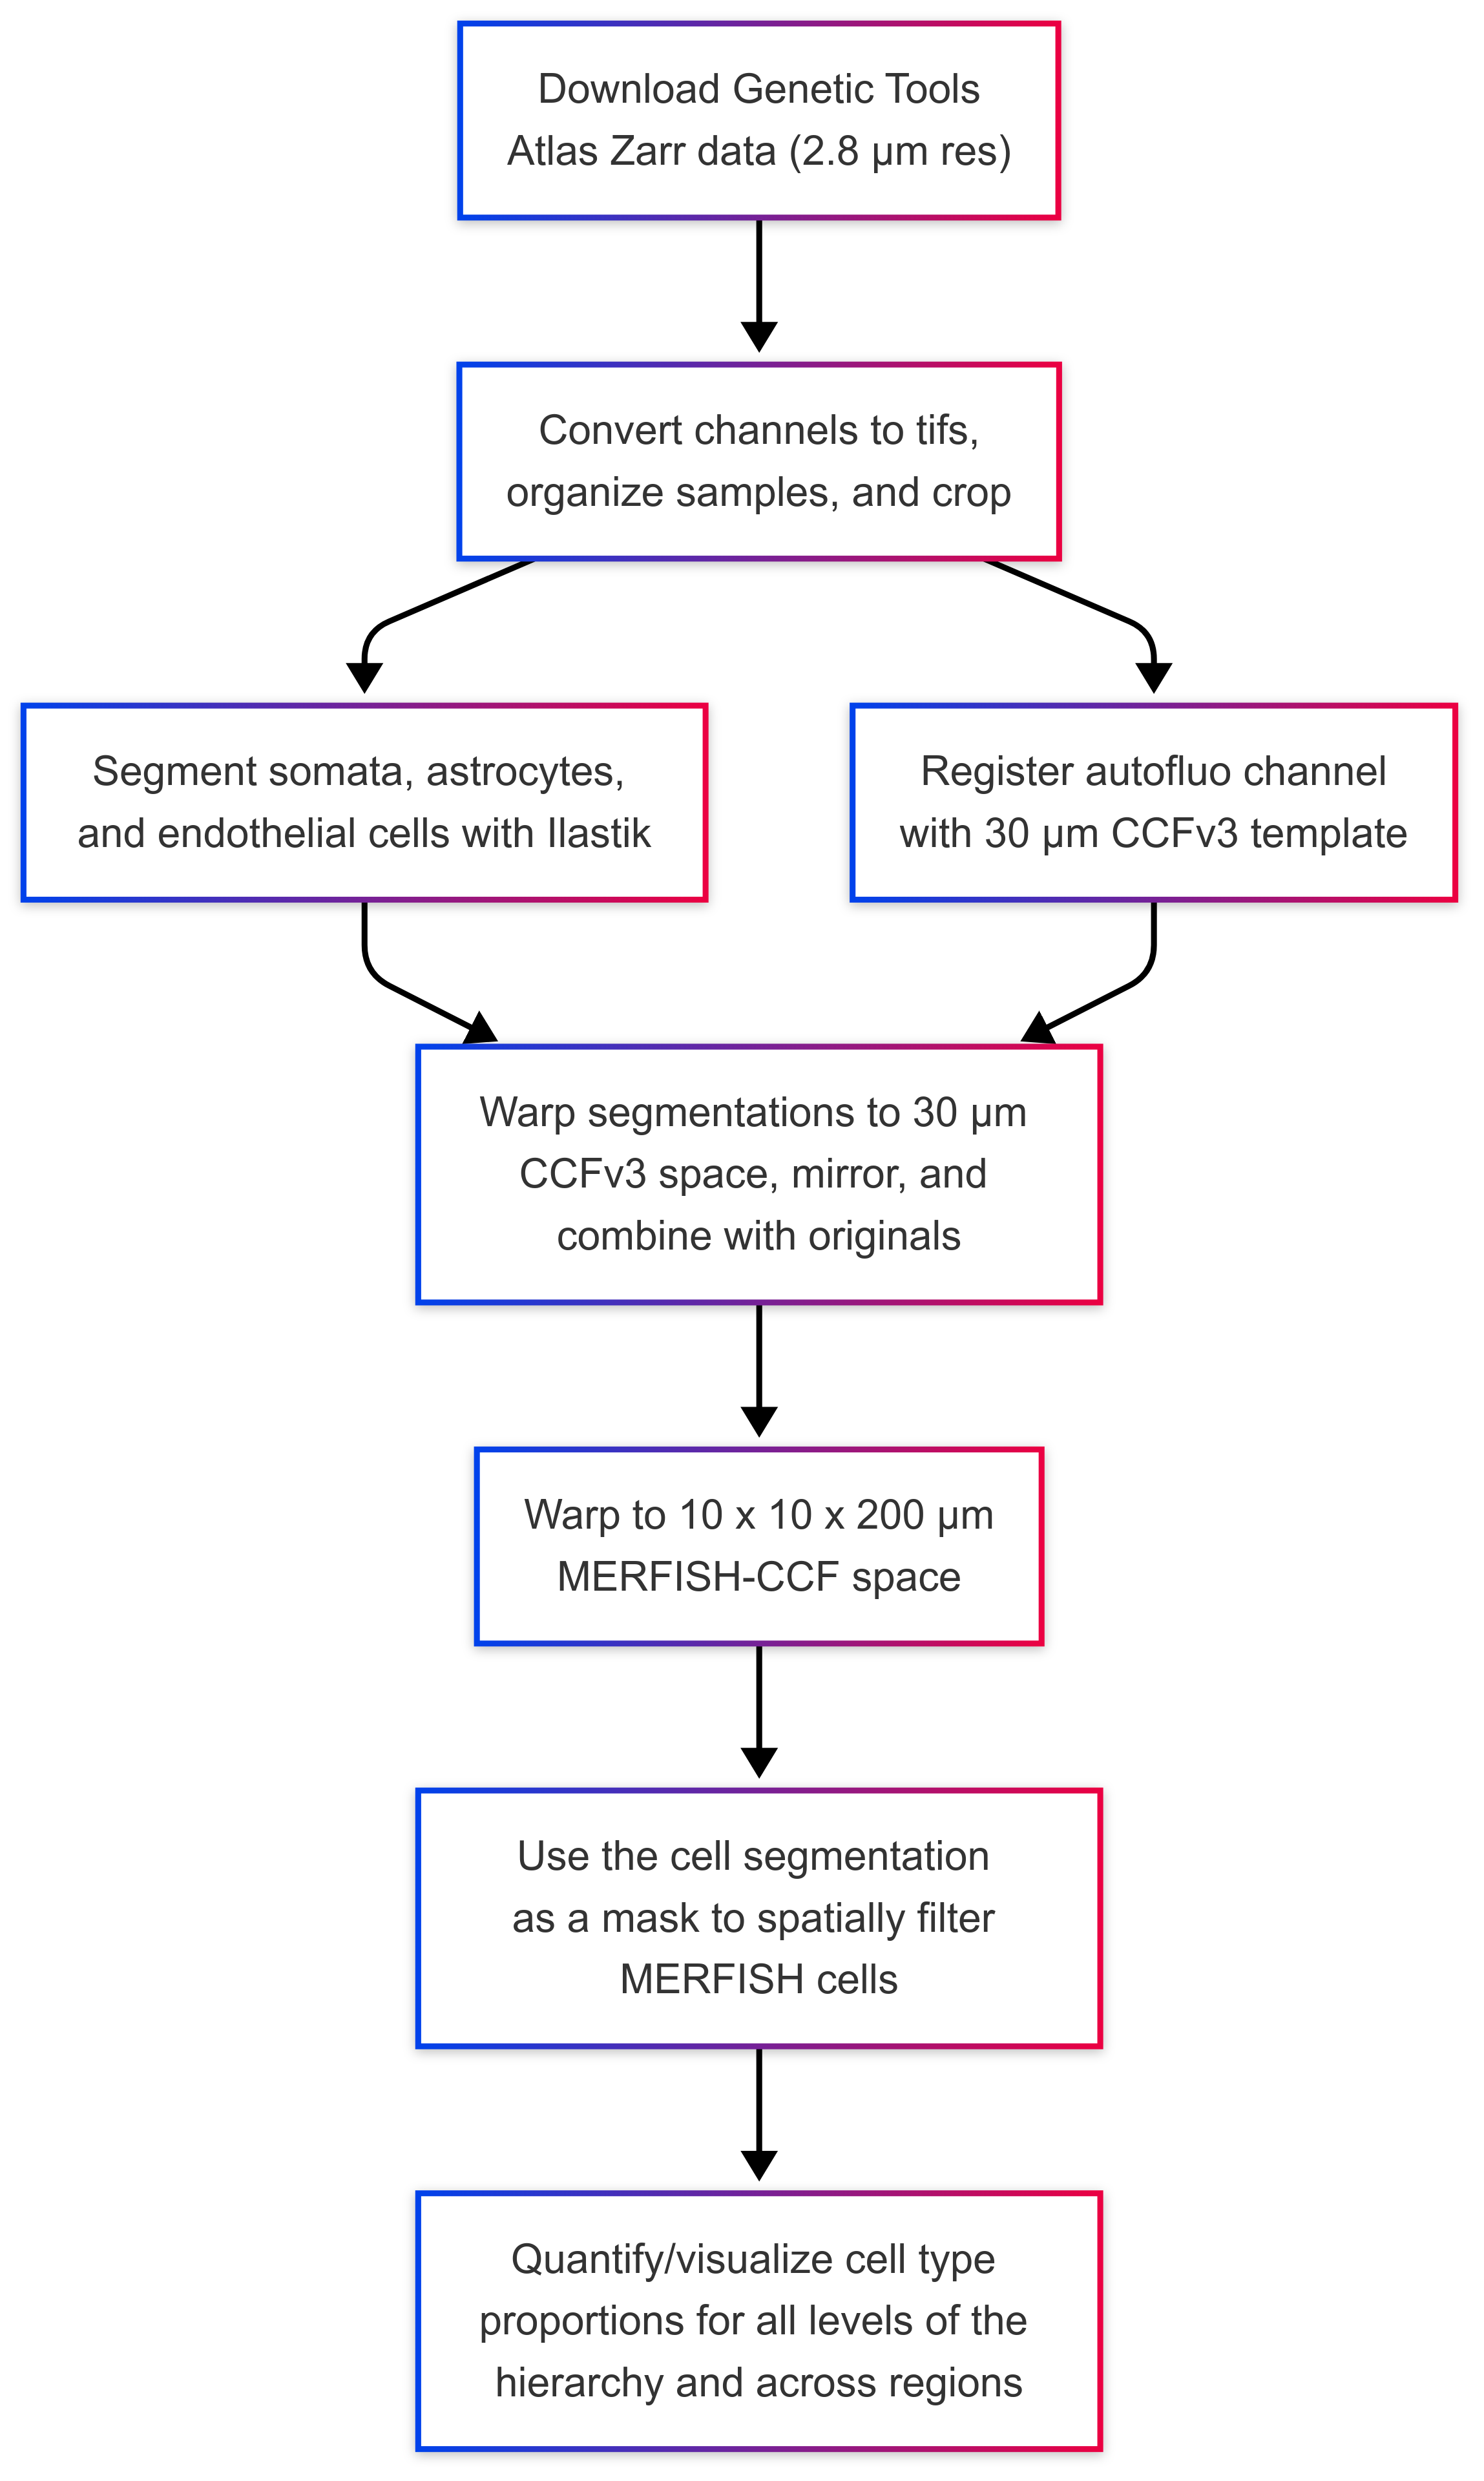 Download Genetic Tools
Atlas Zarr data (2.8 µm res)
Convert channels to tifs,
organize samples, and crop
Segment somata, astrocytes,
and endothelial cells with Ilastik
Register autofluo channel
with 30 µm CCFv3 template
Warp segmentations to 30 µm
CCFv3 space, mirror, and
combine with originals
Warp to 10 x 10 x 200 µm
MERFISH-CCF space
Use the cell segmentation
as a mask to spatially filter
MERFISH cells
Quantify/visualize cell type
proportions for all levels of the
hierarchy and across regions